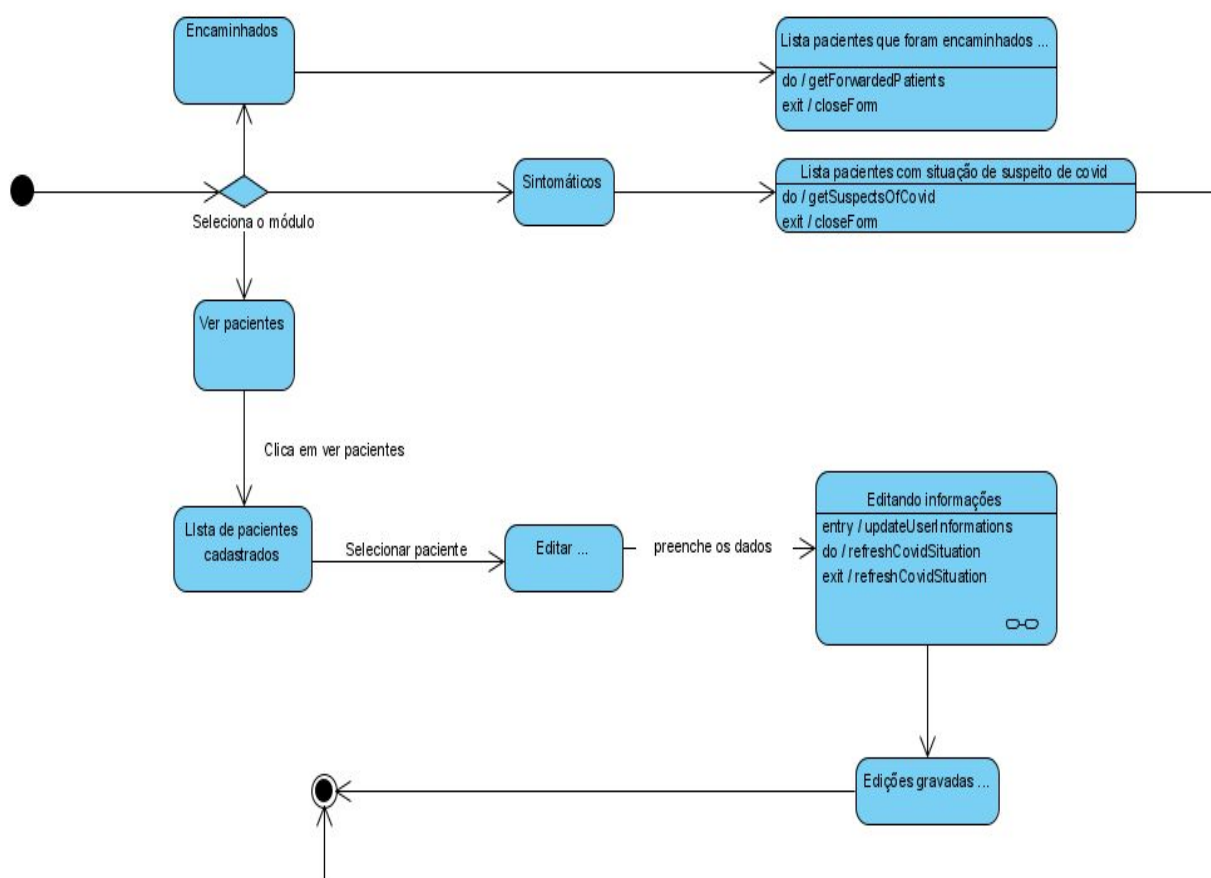 Encaminhados
Lista pacientes que foram encaminhados ...
do / getForwardedPatients
exit / closeForm
Seleciona o módulo
Sintomáticos
Lista pacientes com situação de suspeito de covid
do / getSuspectsOfCovid
exit / closeForm
Ver pacientes
Clica em ver pacientes
LIsta de pacientes
cadastrados
Selecionar paciente
Editar ...
preenche os dados
Editando informações
entry / updateUserInformations
do / refreshCovidSituation
exit / refreshCovidSituation
Edições gravadas ...